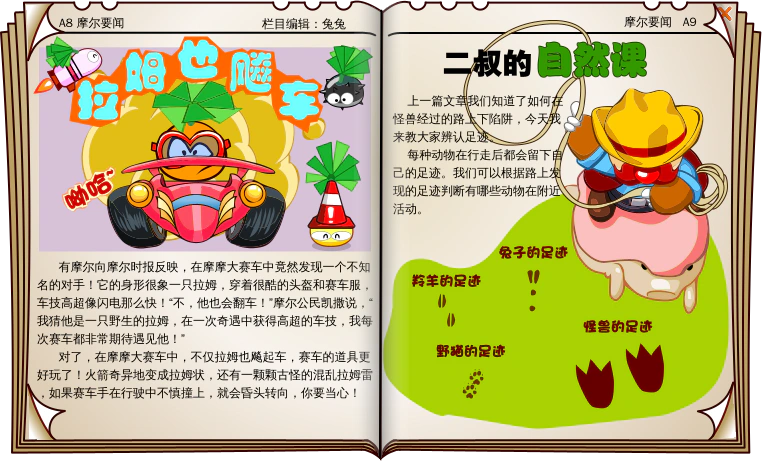 A8 摩尔要闻
栏目编辑：兔兔
拉姆也飚车
呦哈~
有摩尔向摩尔时报反映，在摩摩大赛车中竟然发现一个不知
名的对手！它的身形很象一只拉姆，穿着很酷的头盔和赛车服，
车技高超像闪电那么快！“不，他也会翻车！”摩尔公民凯撒说，“
我猜他是一只野生的拉姆，在一次奇遇中获得高超的车技，我每
次赛车都非常期待遇见他！”
对了，在摩摩大赛车中，不仅拉姆也飚起车，赛车的道具更
好玩了！火箭奇异地变成拉姆状，还有一颗颗古怪的混乱拉姆雷
，如果赛车手在行驶中不慎撞上，就会昏头转向，你要当心！
摩尔要闻 A9
二叔的自然课
上一篇文章我们知道了如何在
怪兽经过的路上下陷阱，今天我
来教大家辨认足迹。
每种动物在行走后都会留下自
己的足迹。我们可以根据路上发
现的足迹判断有哪些动物在附近
活动。
兔子的足迹
羚羊的足迹
怪兽的足迹
野猫的足迹